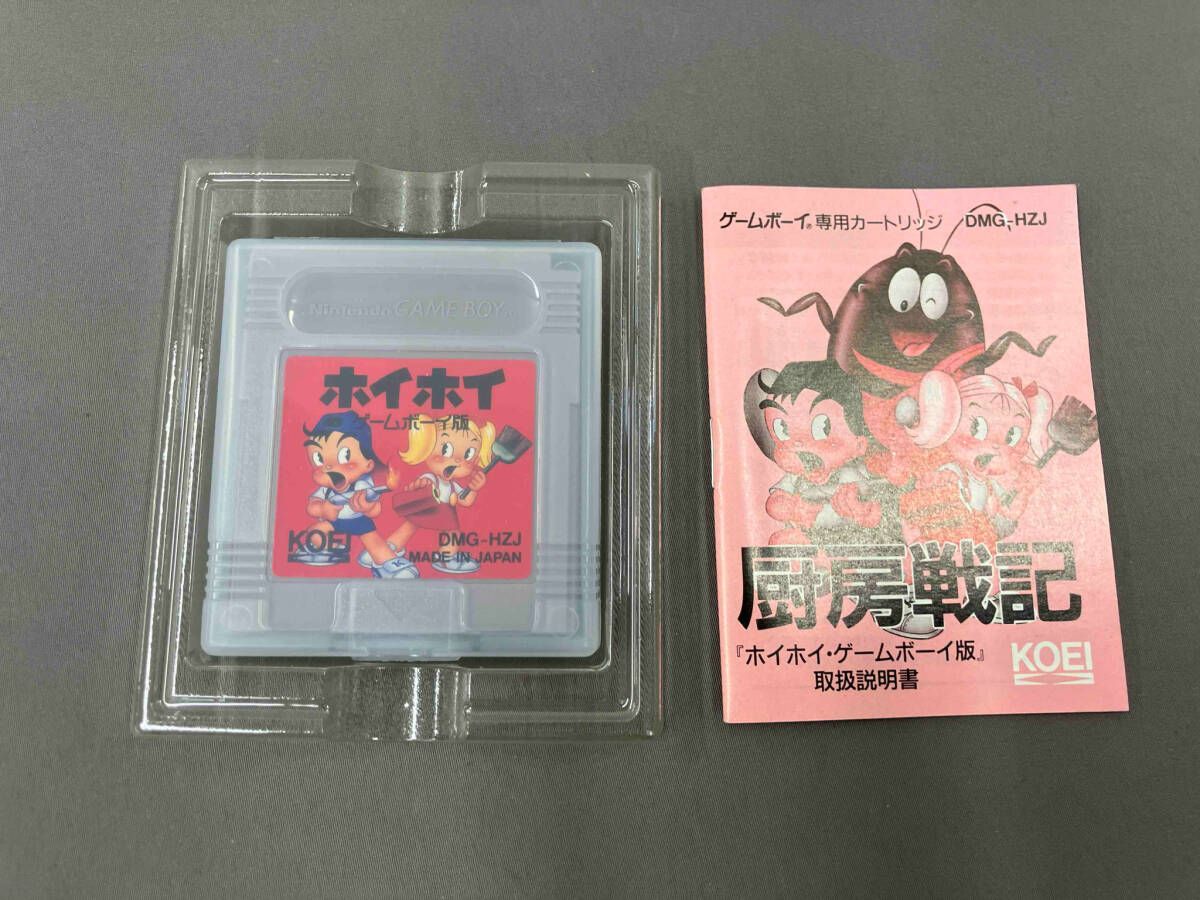 Nintendo GAME BOY
ホイホイ
ゲームボーイ版
KOEI
DMG-HZJ
MADE IN JAPAN
ゲームボーイ®専用カートリッジ DMG-HZJ
厨房戦記
『ホイホイ・ゲームボーイ版』
取扱説明書
KOEI